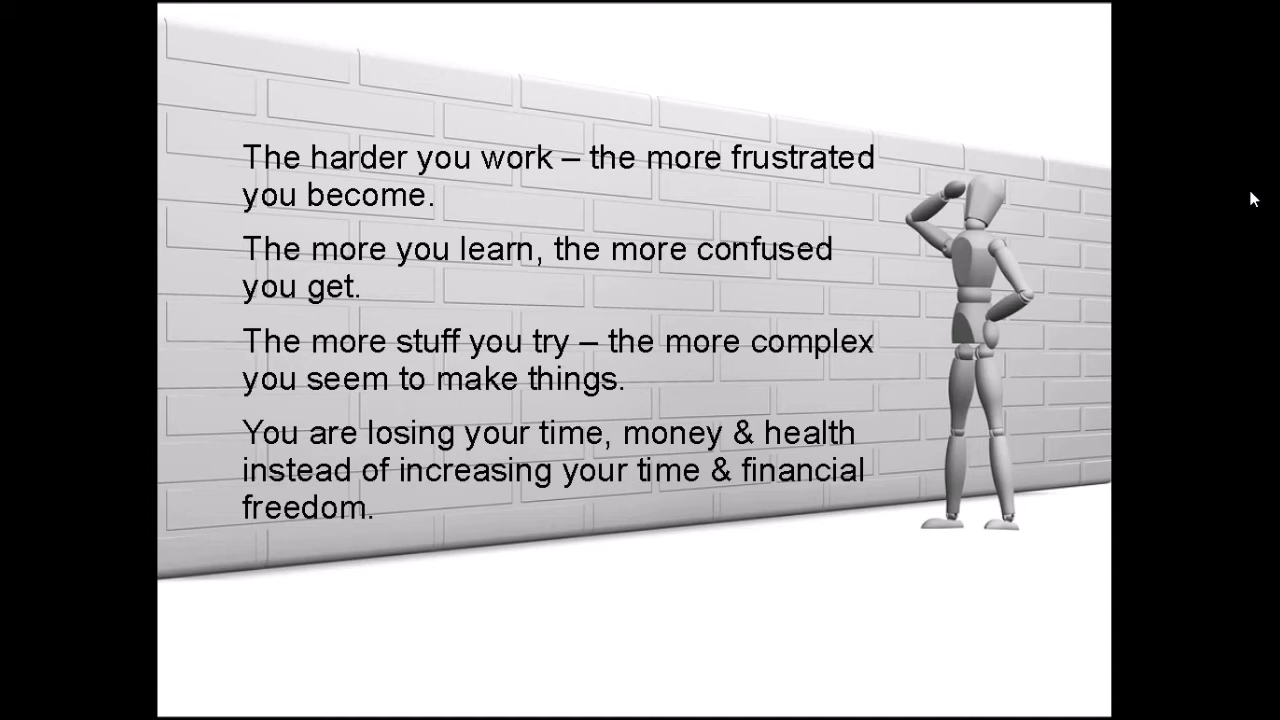 The harder you work – the more frustrated
you become.
The more you learn, the more confused
you get.
The more stuff you try – the more complex
you seem to make things.
You are losing your time, money & health
instead of increasing your time & financial
freedom.